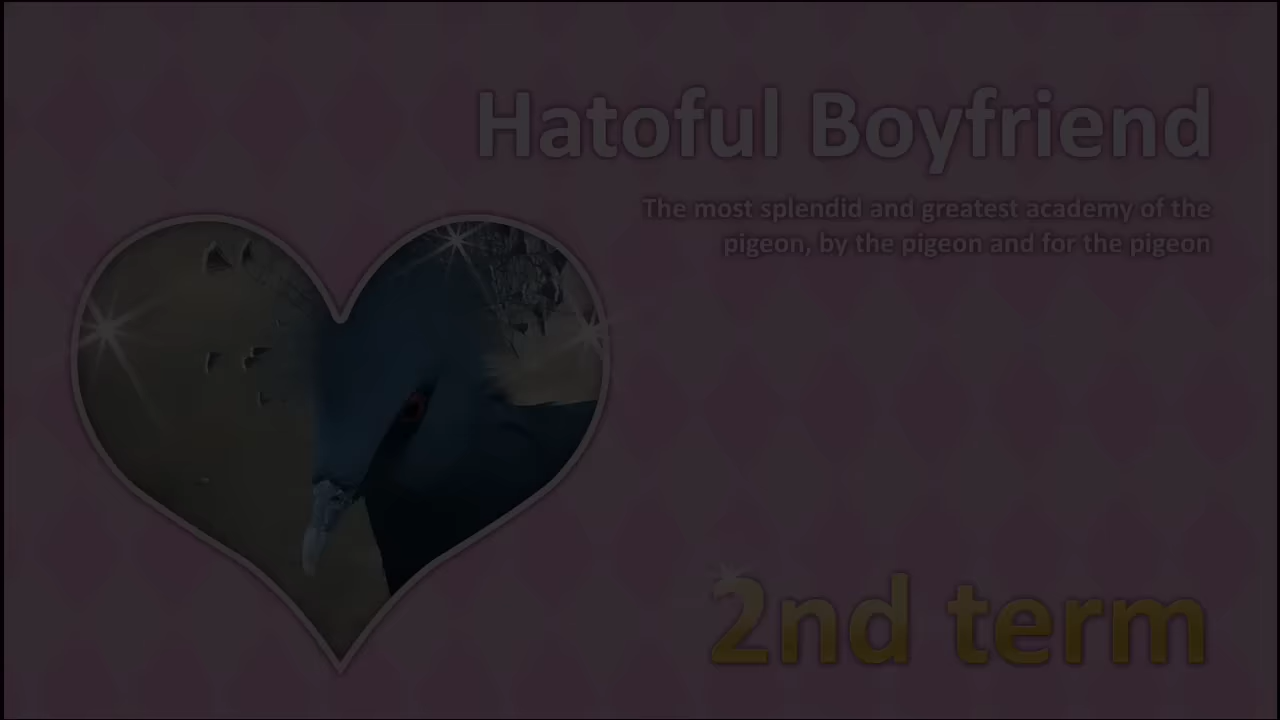 Hatoful Boyfriend
The most splendid and greatest academy of the
pigeon, by the pigeon and for the pigeon
2nd term